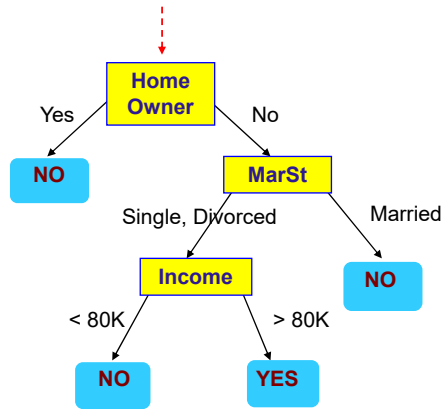 Home
Owner
Yes
No
NO
MarSt
Single, Divorced
Married
Income
NO
< 80K
> 80K
NO
YES